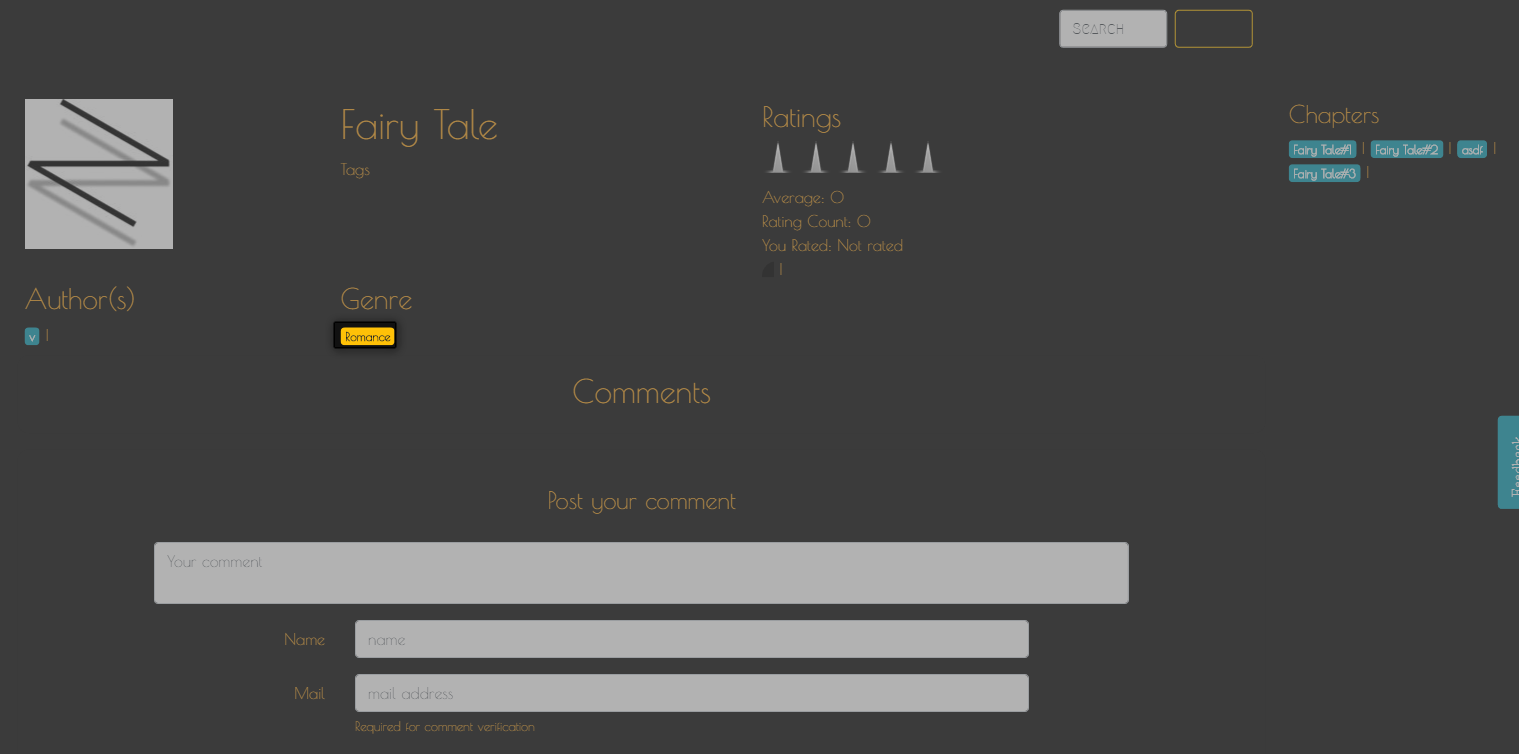 Search
Fairy Tale
Tags
Ratings
Average: 0
Rating Count: 0
You Rated: Not rated
|
Chapters
Fairy Tale#1 | Fairy Tale#2 | asdf |
Fairy Tale#3 |
Author(s)
v |
Genre
Romance
Comments
Feedback
Post your comment
Your comment
Name name
Mail mail address
Required for comment verification